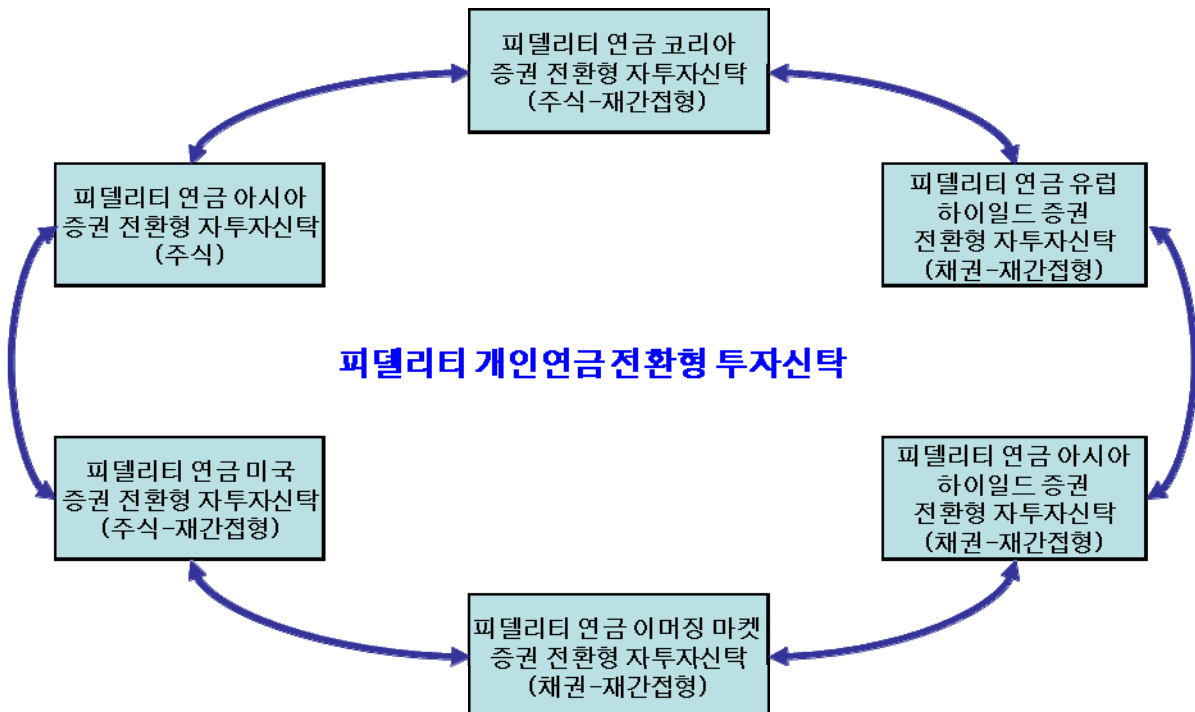 피델리티 연금 코리아
증권 전환형 자투자신탁
(주식-재간접형)
피델리티 연금 아시아
증권 전환형 자투자신탁
(주식)
피델리티 연금 유럽
하이일드 증권
전환형 자투자신탁
(채권-재간접형)
피델리티 개인연금 전환형 투자신탁
피델리티 연금 미국
증권 전환형 자투자신탁
(주식-재간접형)
피델리티 연금 아시아
하이일드 증권
전환형 자투자신탁
(채권-재간접형)
피델리티 연금 이머징 마켓
증권 전환형 자투자신탁
(채권-재간접형)